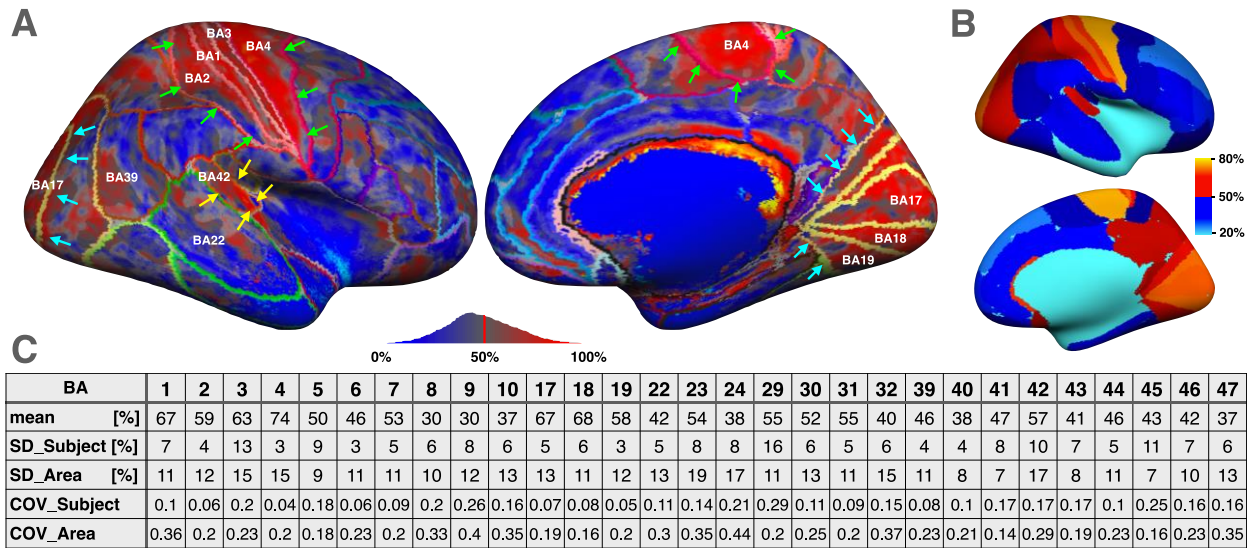 A
BA3
BA4
BA1
BA2
BA42
BA39
BA17
BA22
BA4
BA17
BA18
BA19
B
80%
50%
20%
0% 50% 100%
C
BA 1 2 3 4 5 6 7 8 9 10 17 18 19 22 23 24 29 30 31 32 39 40 41 42 43 44 45 46 47
mean [%] 67 59 63 74 50 46 53 30 30 37 67 68 58 42 54 38 55 52 55 40 46 38 47 57 41 46 43 42 37
SD_Subject [%] 7 4 13 3 9 3 5 6 8 6 5 6 3 5 8 8 16 6 5 6 4 4 8 10 7 5 11 7 6
SD_Area [%] 11 12 15 15 9 11 11 10 12 13 13 11 12 13 19 17 11 13 11 15 11 8 7 17 8 11 7 10 13
COV_Subject 0.1 0.06 0.2 0.04 0.18 0.06 0.09 0.2 0.26 0.16 0.07 0.08 0.05 0.11 0.14 0.21 0.29 0.11 0.09 0.15 0.08 0.1 0.17 0.17 0.17 0.1 0.25 0.16 0.16
COV_Area 0.36 0.2 0.23 0.2 0.18 0.23 0.2 0.33 0.4 0.35 0.19 0.16 0.2 0.3 0.35 0.44 0.2 0.25 0.2 0.37 0.23 0.21 0.14 0.29 0.19 0.23 0.16 0.23 0.35